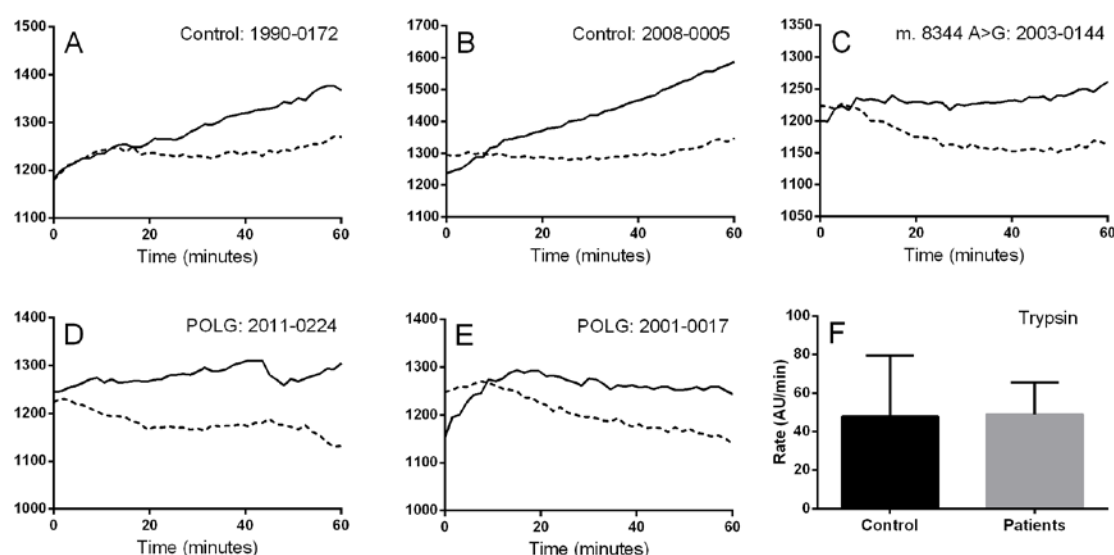 A
Control: 1990-0172
1500
1400
1300
1200
1100
0
20
40
60
Time (minutes)
B
Control: 2008-0005
1700
1600
1500
1400
1300
1200
1100
0
20
40
60
Time (minutes)
C
m. 8344 A>G: 2003-0144
1350
1300
1250
1200
1150
1100
1050
0
20
40
60
Time (minutes)
D
POLG: 2011-0224
1400
1300
1200
1100
1000
0
20
40
60
Time (minutes)
E
POLG: 2001-0017
1400
1300
1200
1100
1000
0
20
40
60
Time (minutes)
F
Trypsin
Rate (AU/min)
100
80
60
40
20
0
Control
Patients